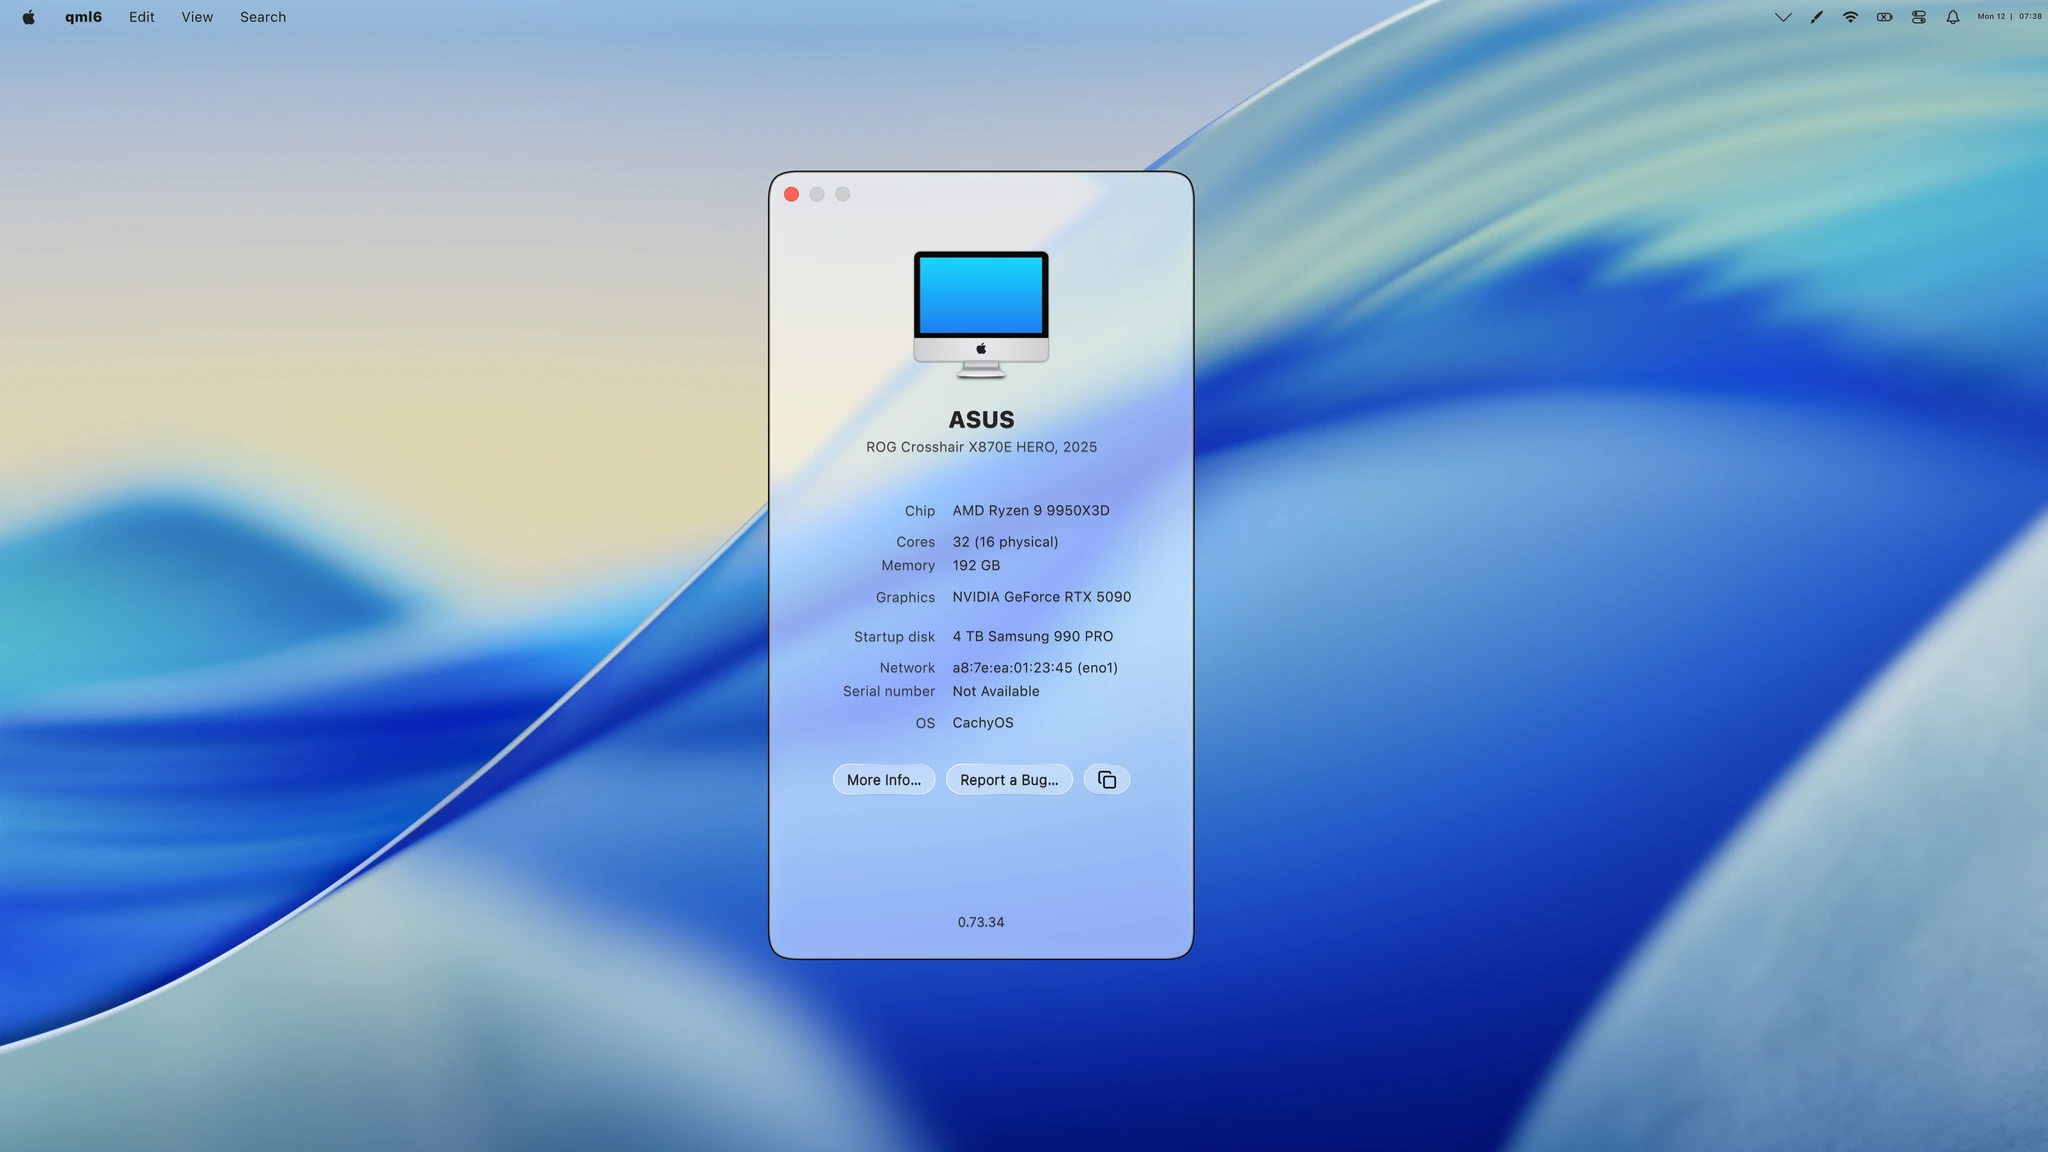 qml6 Edit View Search
Mon 12 | 07:38
ASUS
ROG Crosshair X870E HERO, 2025
Chip AMD Ryzen 9 9950X3D
Cores 32 (16 physical)
Memory 192 GB
Graphics NVIDIA GeForce RTX 5090
Startup disk 4 TB Samsung 990 PRO
Network a8:7e:ea:01:23:45 (eno1)
Serial number Not Available
OS CachyOS
More Info... Report a Bug...
0.73.34